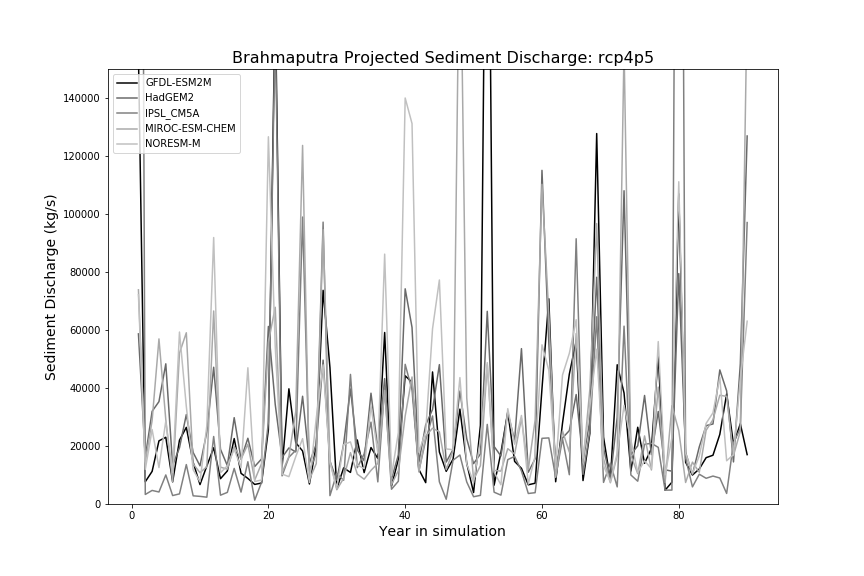 Brahmaputra Projected Sediment Discharge: rcp4p5
GFDL-ESM2M
HadGEM2
IPSL_CM5A
MIROC-ESM-CHEM
NORESM-M
Sediment Discharge (kg/s)
140000
120000
100000
80000
60000
40000
20000
0
0 20 40 60 80
Year in simulation